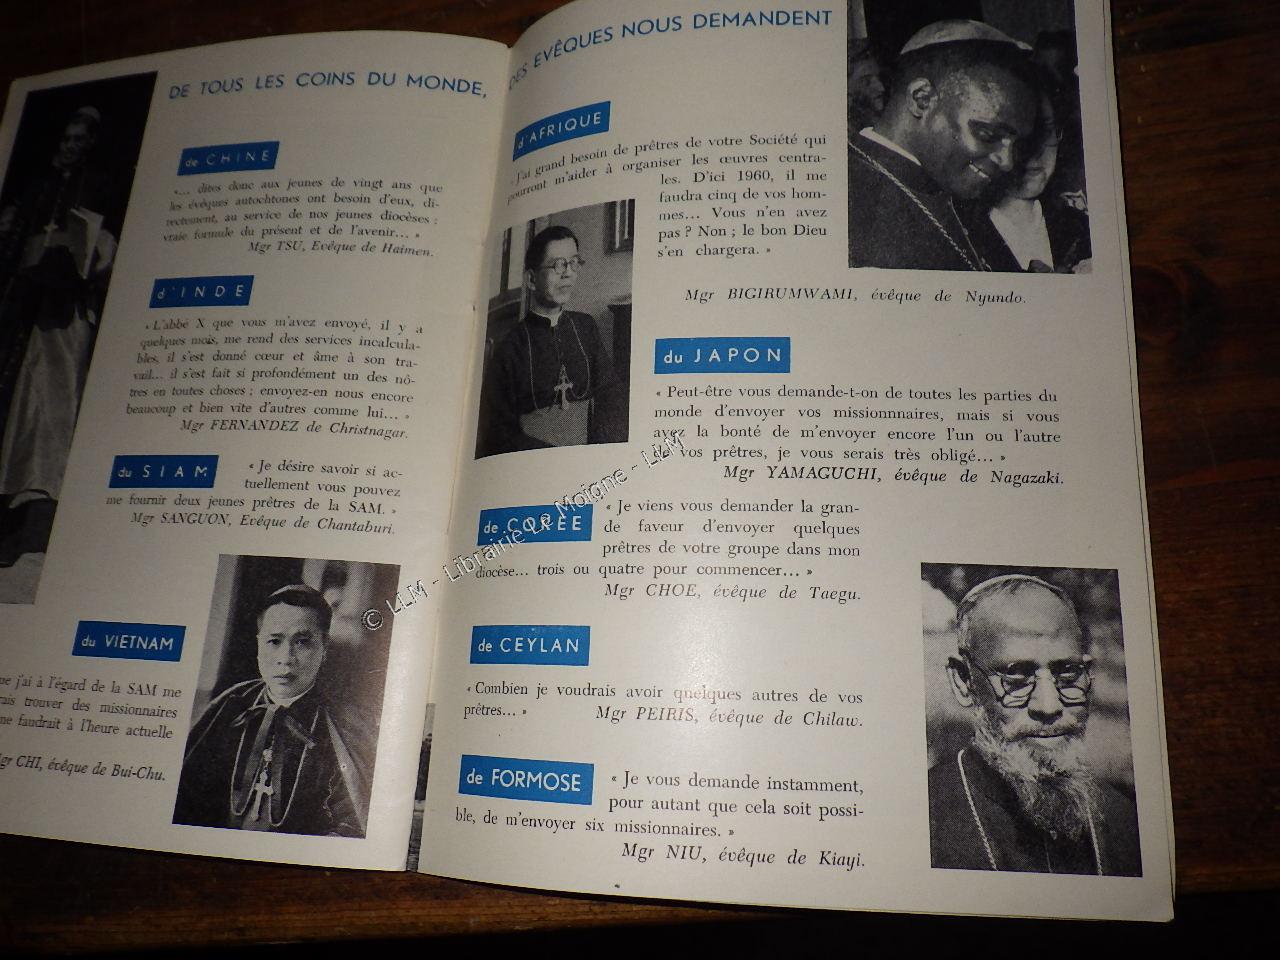 DE TOUS LES COINS DU MONDE,
de CHINE
«... dites donc aux jeunes de vingt ans que
les évêques autochtones ont besoin d'eux, di-
rectement, au service de nos jeunes diocèses :
vraie formule du présent et de l'avenir... »
Mgr TSU, Evêque de Haimen.
d'INDE
« L'abbé X que vous m'avez envoyé, il y a
quelques mois, me rend des services incalcula-
bles, il s'est donné cœur et âme à son tra-
vail... il s'est fait si profondément un des nô-
tres en toutes choses ; envoyez-en nous encore
beaucoup et bien vite d'autres comme lui... »
Mgr FERNANDEZ de Christnagar.
du SIAM
« Je désire savoir si ac-
tuellement vous pouvez
me fournir deux jeunes prêtres de la SAM. »
Mgr SANGUON, Evêque de Chantaburi.
du VIETNAM
j'ai à l'égard de la SAM me
trouver des missionnaires
faudrait à l'heure actuelle
CHI, évêque de Bui-Chu.
DES EVÊQUES NOUS DEMANDENT
d'AFRIQUE
« J'ai grand besoin de prêtres de votre Société qui
pourront m'aider à organiser les œuvres centra-
les. D'ici 1960, il me
faudra cinq de vos hom-
mes... Vous n'en avez
pas ? Non ; le bon Dieu
s'en chargera. »
Mgr BIGIRUMWAMI, évêque de Nyundo.
du JAPON
« Peut-être vous demande-t-on de toutes les parties du
monde d'envoyer vos missionnnaires, mais si vous
avez la bonté de m'envoyer encore l'un ou l'autre
de vos prêtres, je vous serais très obligé... »
Mgr YAMAGUCHI, évêque de Nagazaki.
de CORÉE
« Je viens vous demander la gran-
de faveur d'envoyer quelques
prêtres de votre groupe dans mon
diocèse... trois ou quatre pour commencer... »
Mgr CHOE, évêque de Taegu.
de CEYLAN
« Combien je voudrais avoir quelques autres de vos
prêtres... » Mgr PEIRIS, évêque de Chilaw.
de FORMOSE
« Je vous demande instamment,
pour autant que cela soit possi-
ble, de m'envoyer six missionnaires. »
Mgr NIU, évêque de Kiayi.
© LLM - Librairie Le Moigne - LLM